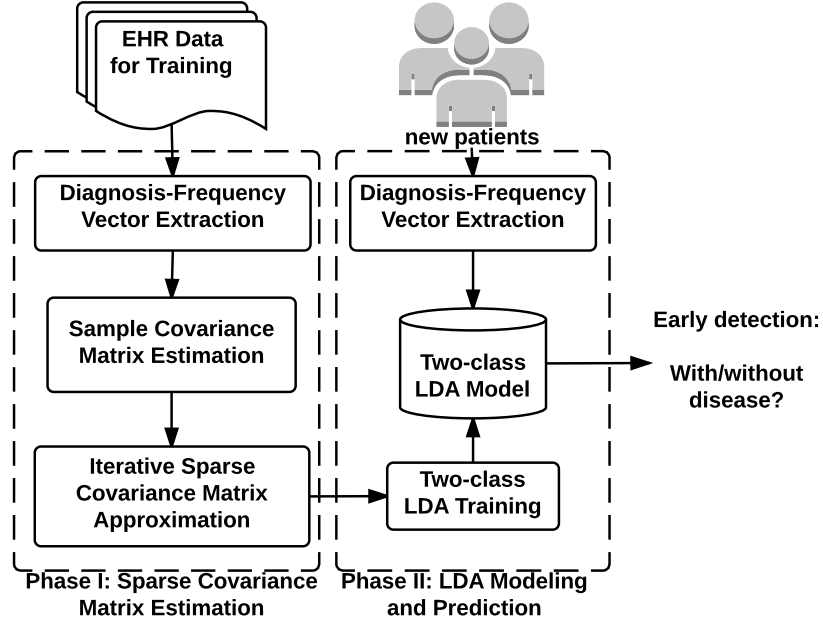 EHR Data
for Training
new patients
Diagnosis-Frequency
Vector Extraction
Diagnosis-Frequency
Vector Extraction
Sample Covariance
Matrix Estimation
Two-class
LDA Model
Early detection:
With/without
disease?
Iterative Sparse
Covariance Matrix
Approximation
Two-class
LDA Training
Phase I: Sparse Covariance
Matrix Estimation
Phase II: LDA Modeling
and Prediction